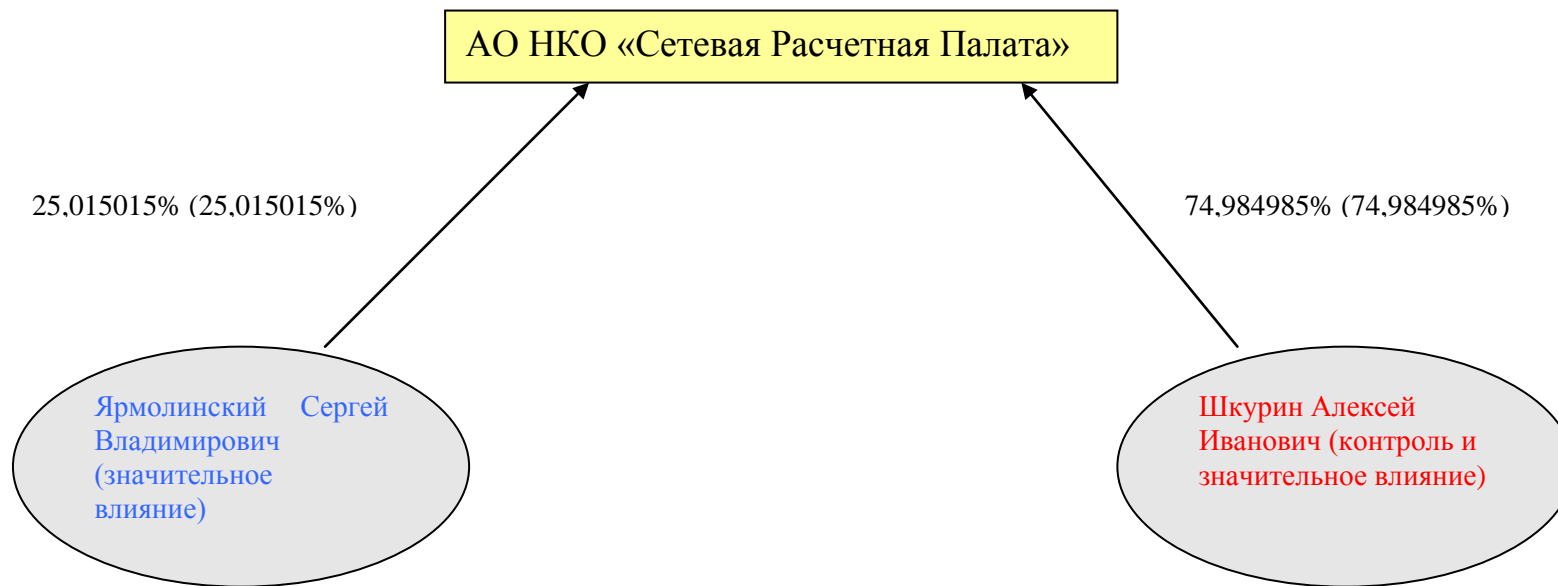 АО НКО «Сетевая Расчетная Палата»
25,015015% (25,015015%)
74,984985% (74,984985%)
Ярмолинский Сергей
Владимирович
(значительное
влияние)
Шкурин Алексей
Иванович (контроль и
значительное влияние)